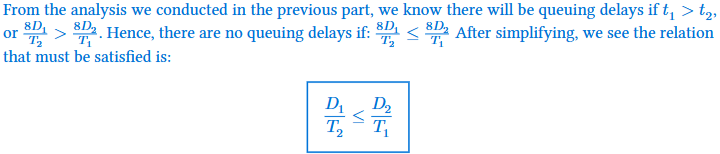 From the analysis we conducted in the previous part, we know there will be queuing delays if $t_1 > t_2$,
or $\frac{8D_1}{T_2} > \frac{8D_2}{T_1}$. Hence, there are no queuing delays if: $\frac{8D_1}{T_2} \leq \frac{8D_2}{T_1}$ After simplifying, we see the relation
that must be satisfied is:
$\frac{D_1}{T_2} \leq \frac{D_2}{T_1}$